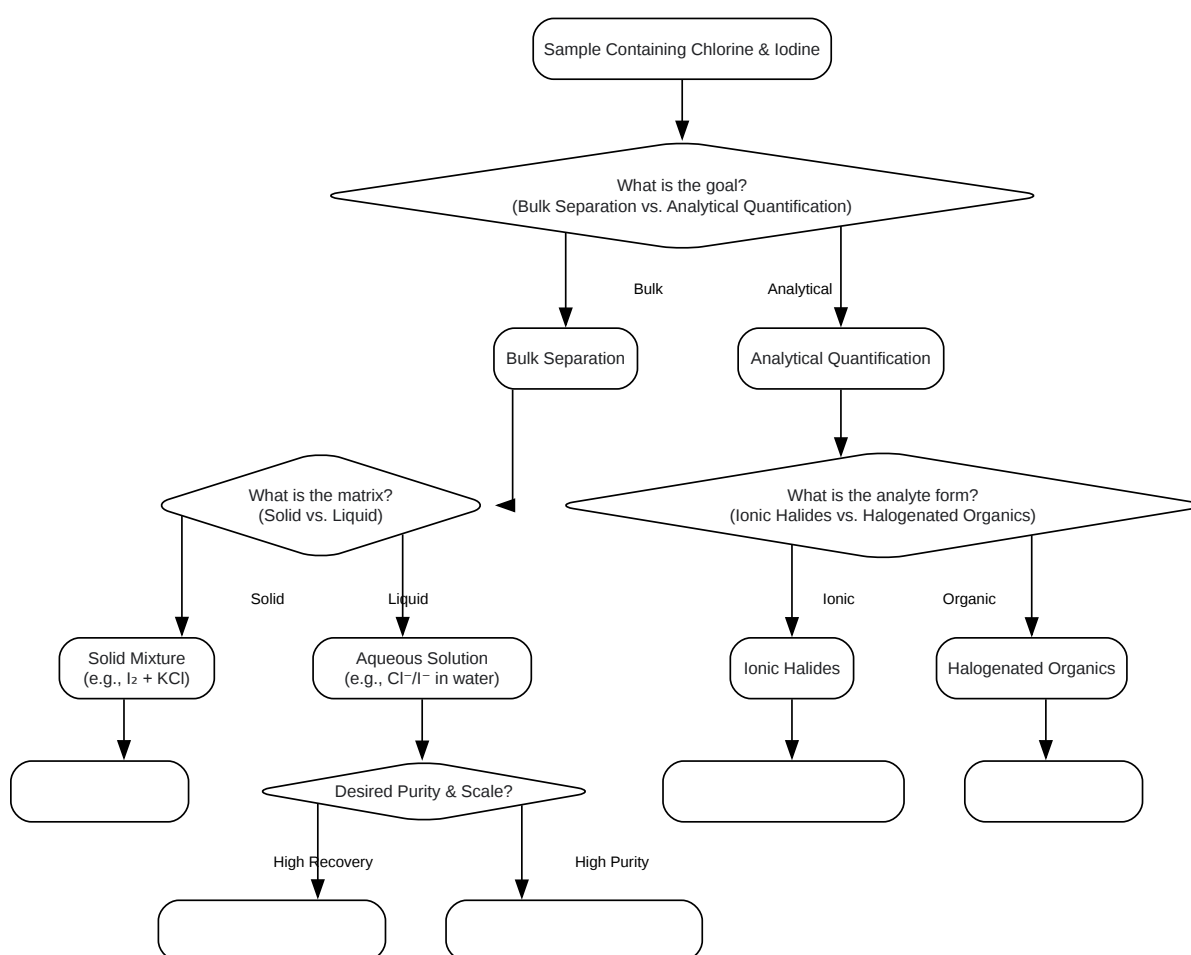 Sample Containing Chlorine & Iodine
What is the goal?
(Bulk Separation vs. Analytical Quantification)
Bulk
Analytical
Bulk Separation
Analytical Quantification
What is the matrix?
(Solid vs. Liquid)
What is the analyte form?
(Ionic Halides vs. Halogenated Organics)
Solid
Liquid
Ionic
Organic
Solid Mixture
(e.g., I₂ + KCl)
Aqueous Solution
(e.g., Cl⁻/I⁻ in water)
Ionic Halides
Halogenated Organics
Desired Purity & Scale?
High Recovery
High Purity